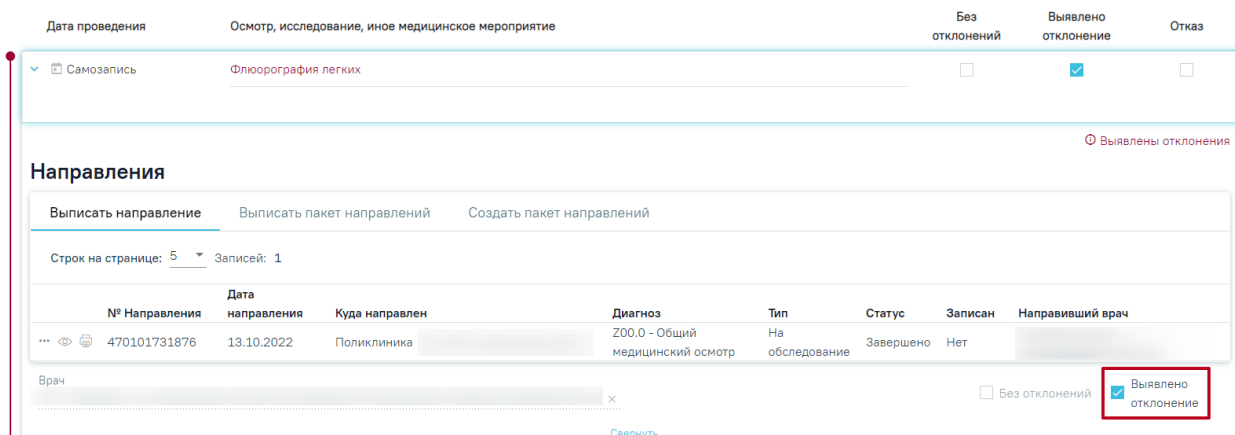 Дата проведения Осмотр, исследование, иное медицинское мероприятие Без отклонений Выявлено отклонение Отказ
Самозапись Флюорография легких
Выявлены отклонения
Направления
Выписать направление Выписать пакет направлений Создать пакет направлений
Строк на странице: 5 Записей: 1
№ Направления Дата направления Куда направлен Диагноз Тип Статус Записан Направивший врач
470101731876 13.10.2022 Поликлиника Z00.0 - Общий медицинский осмотр На обследование Завершено Нет
Врач
Без отклонений Выявлено отклонение
Свернуть